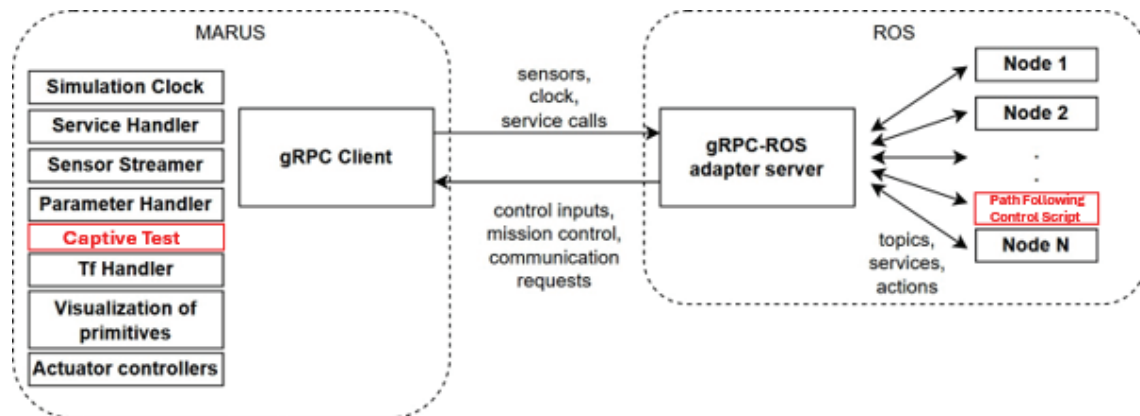 MARUS
Simulation Clock
Service Handler
Sensor Streamer
Parameter Handler
Captive Test
Tf Handler
Visualization of
primitives
Actuator controllers
gRPC Client
sensors,
clock,
service calls
control inputs,
mission control,
communication
requests
ROS
gRPC-ROS
adapter server
topics,
services,
actions
Node 1
Node 2
.
.
Path Following
Control Script
Node N